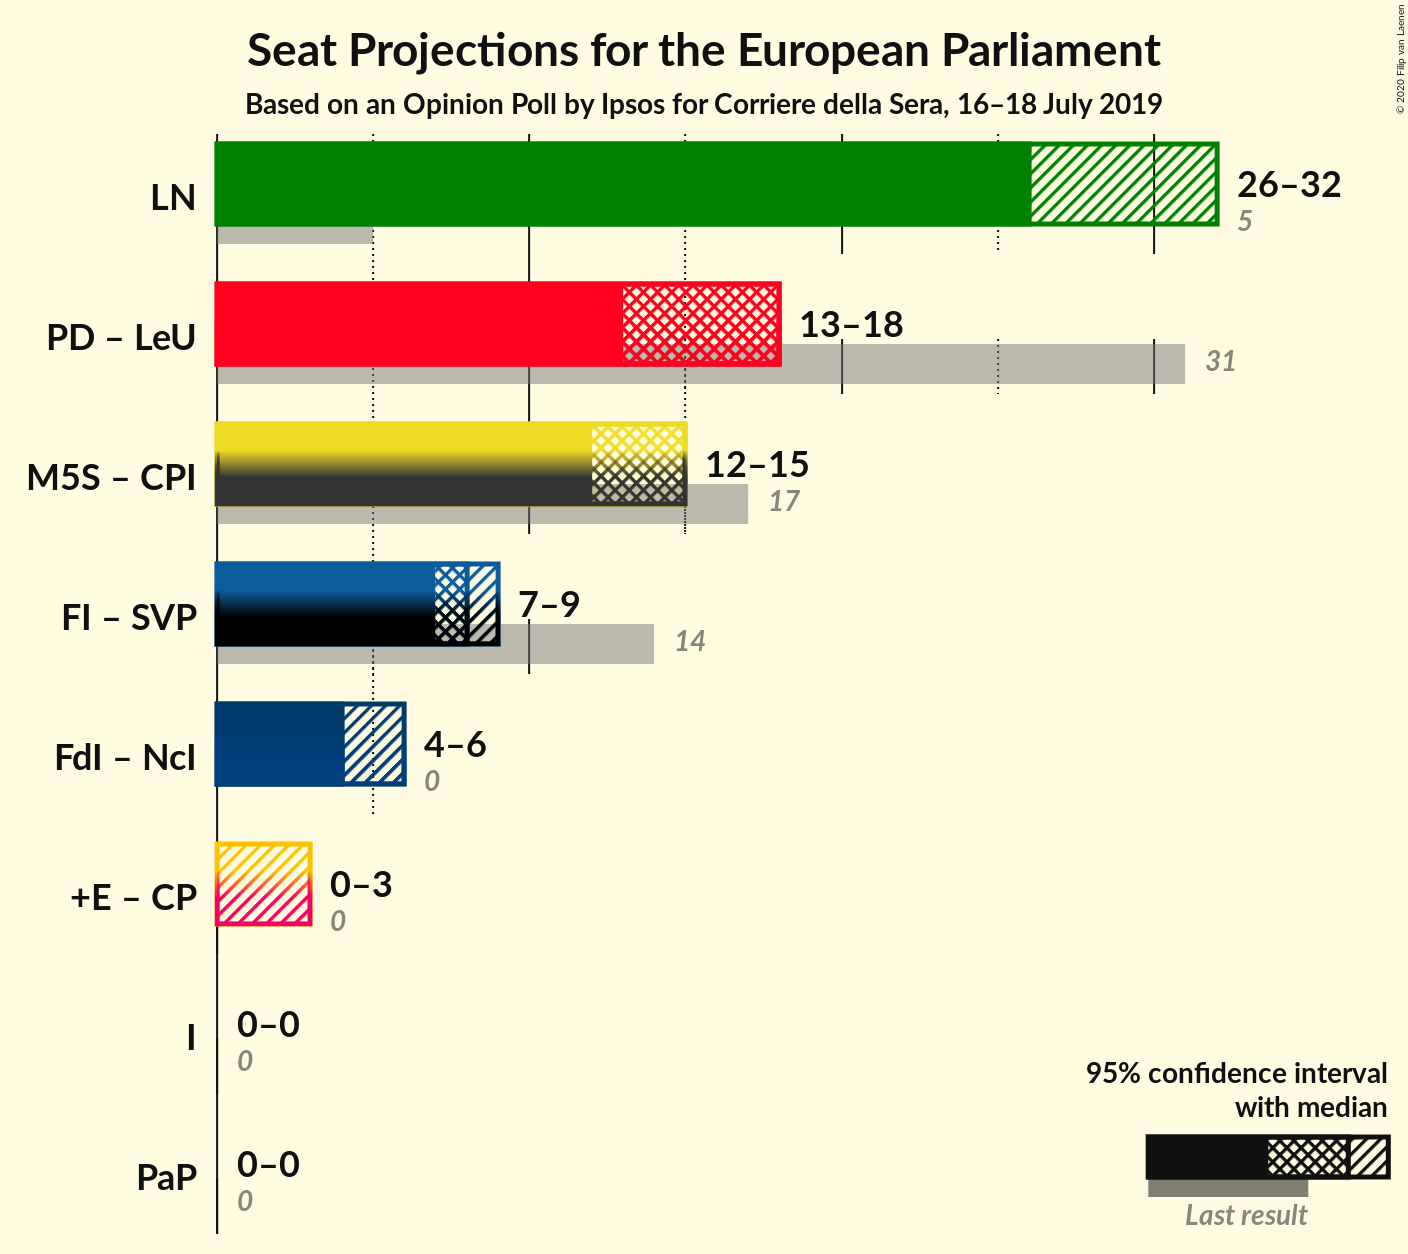 Seat Projections for the European Parliament
Based on an Opinion Poll by Ipsos for Corriere della Sera, 16–18 July 2019
© 2020 Filip van Laenen
LN
26–32
5
PD – LeU
13–18
31
M5S – CPI
12–15
17
FI – SVP
7–9
14
FdI – NcI
4–6
0
+E – CP
0–3
0
I
0–0
0
PaP
0–0
0
95% confidence interval
with median
Last result